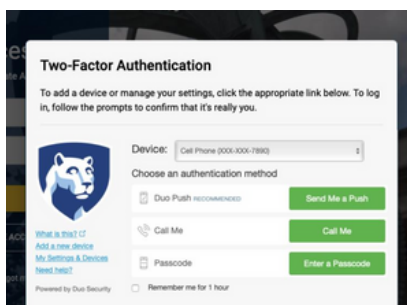 Two-Factor Authentication
To add a device or manage your settings, click the appropriate link below. To log
in, follow the prompts to confirm that it's really you.
Device: Cell Phone (XXX-XXX-7890)
Choose an authentication method
Duo Push RECOMMENDED Send Me a Push
Call Me Call Me
Passcode Enter a Passcode
Remember me for 1 hour
What is this?
Add a new device
My Settings & Devices
Need help?
Powered by Duo Security